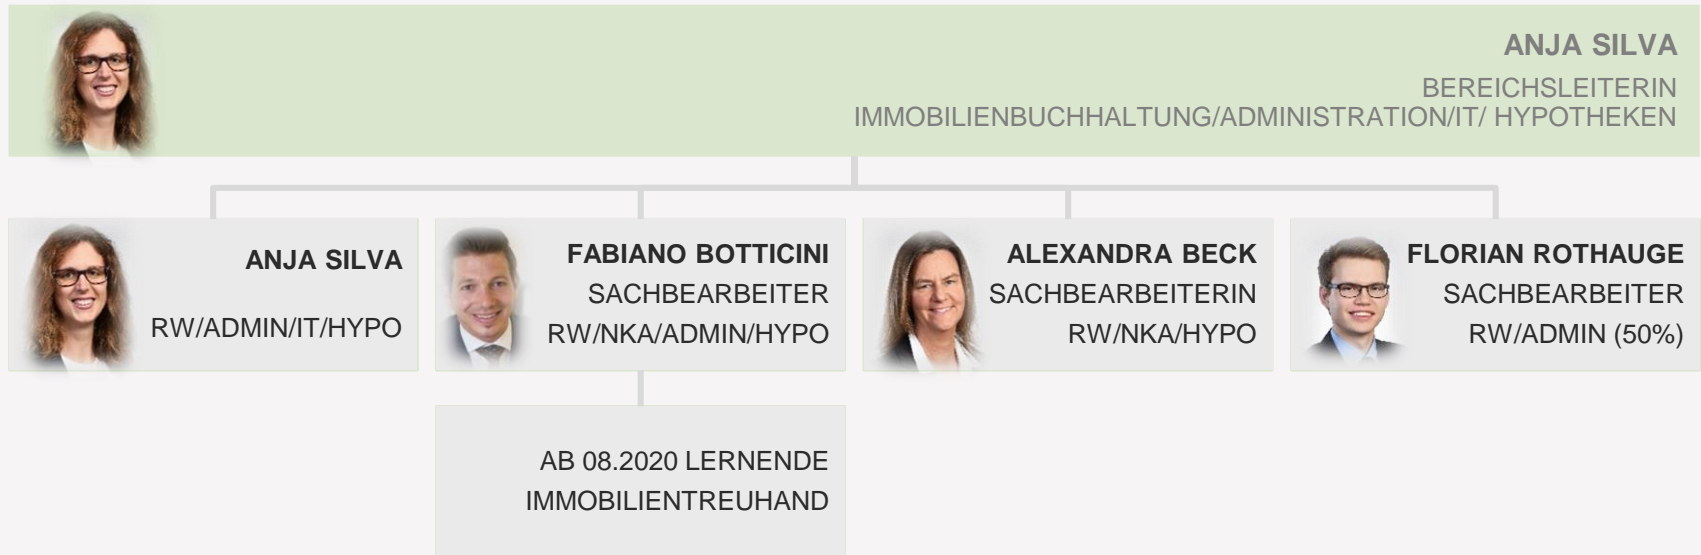 ANJA SILVA
BEREICHSLEITERIN
IMMOBILIENBUCHHALTUNG/ADMINISTRATION/IT/ HYPOTHEKEN
ANJA SILVA
RW/ADMIN/IT/HYPO
FABIANO BOTTICINI
SACHBEARBEITER
RW/NKA/ADMIN/HYPO
ALEXANDRA BECK
SACHBEARBEITERIN
RW/NKA/HYPO
FLORIAN ROTHAUGE
SACHBEARBEITER
RW/ADMIN (50%)
AB 08.2020 LERNENDE
IMMOBILIENTREUHAND